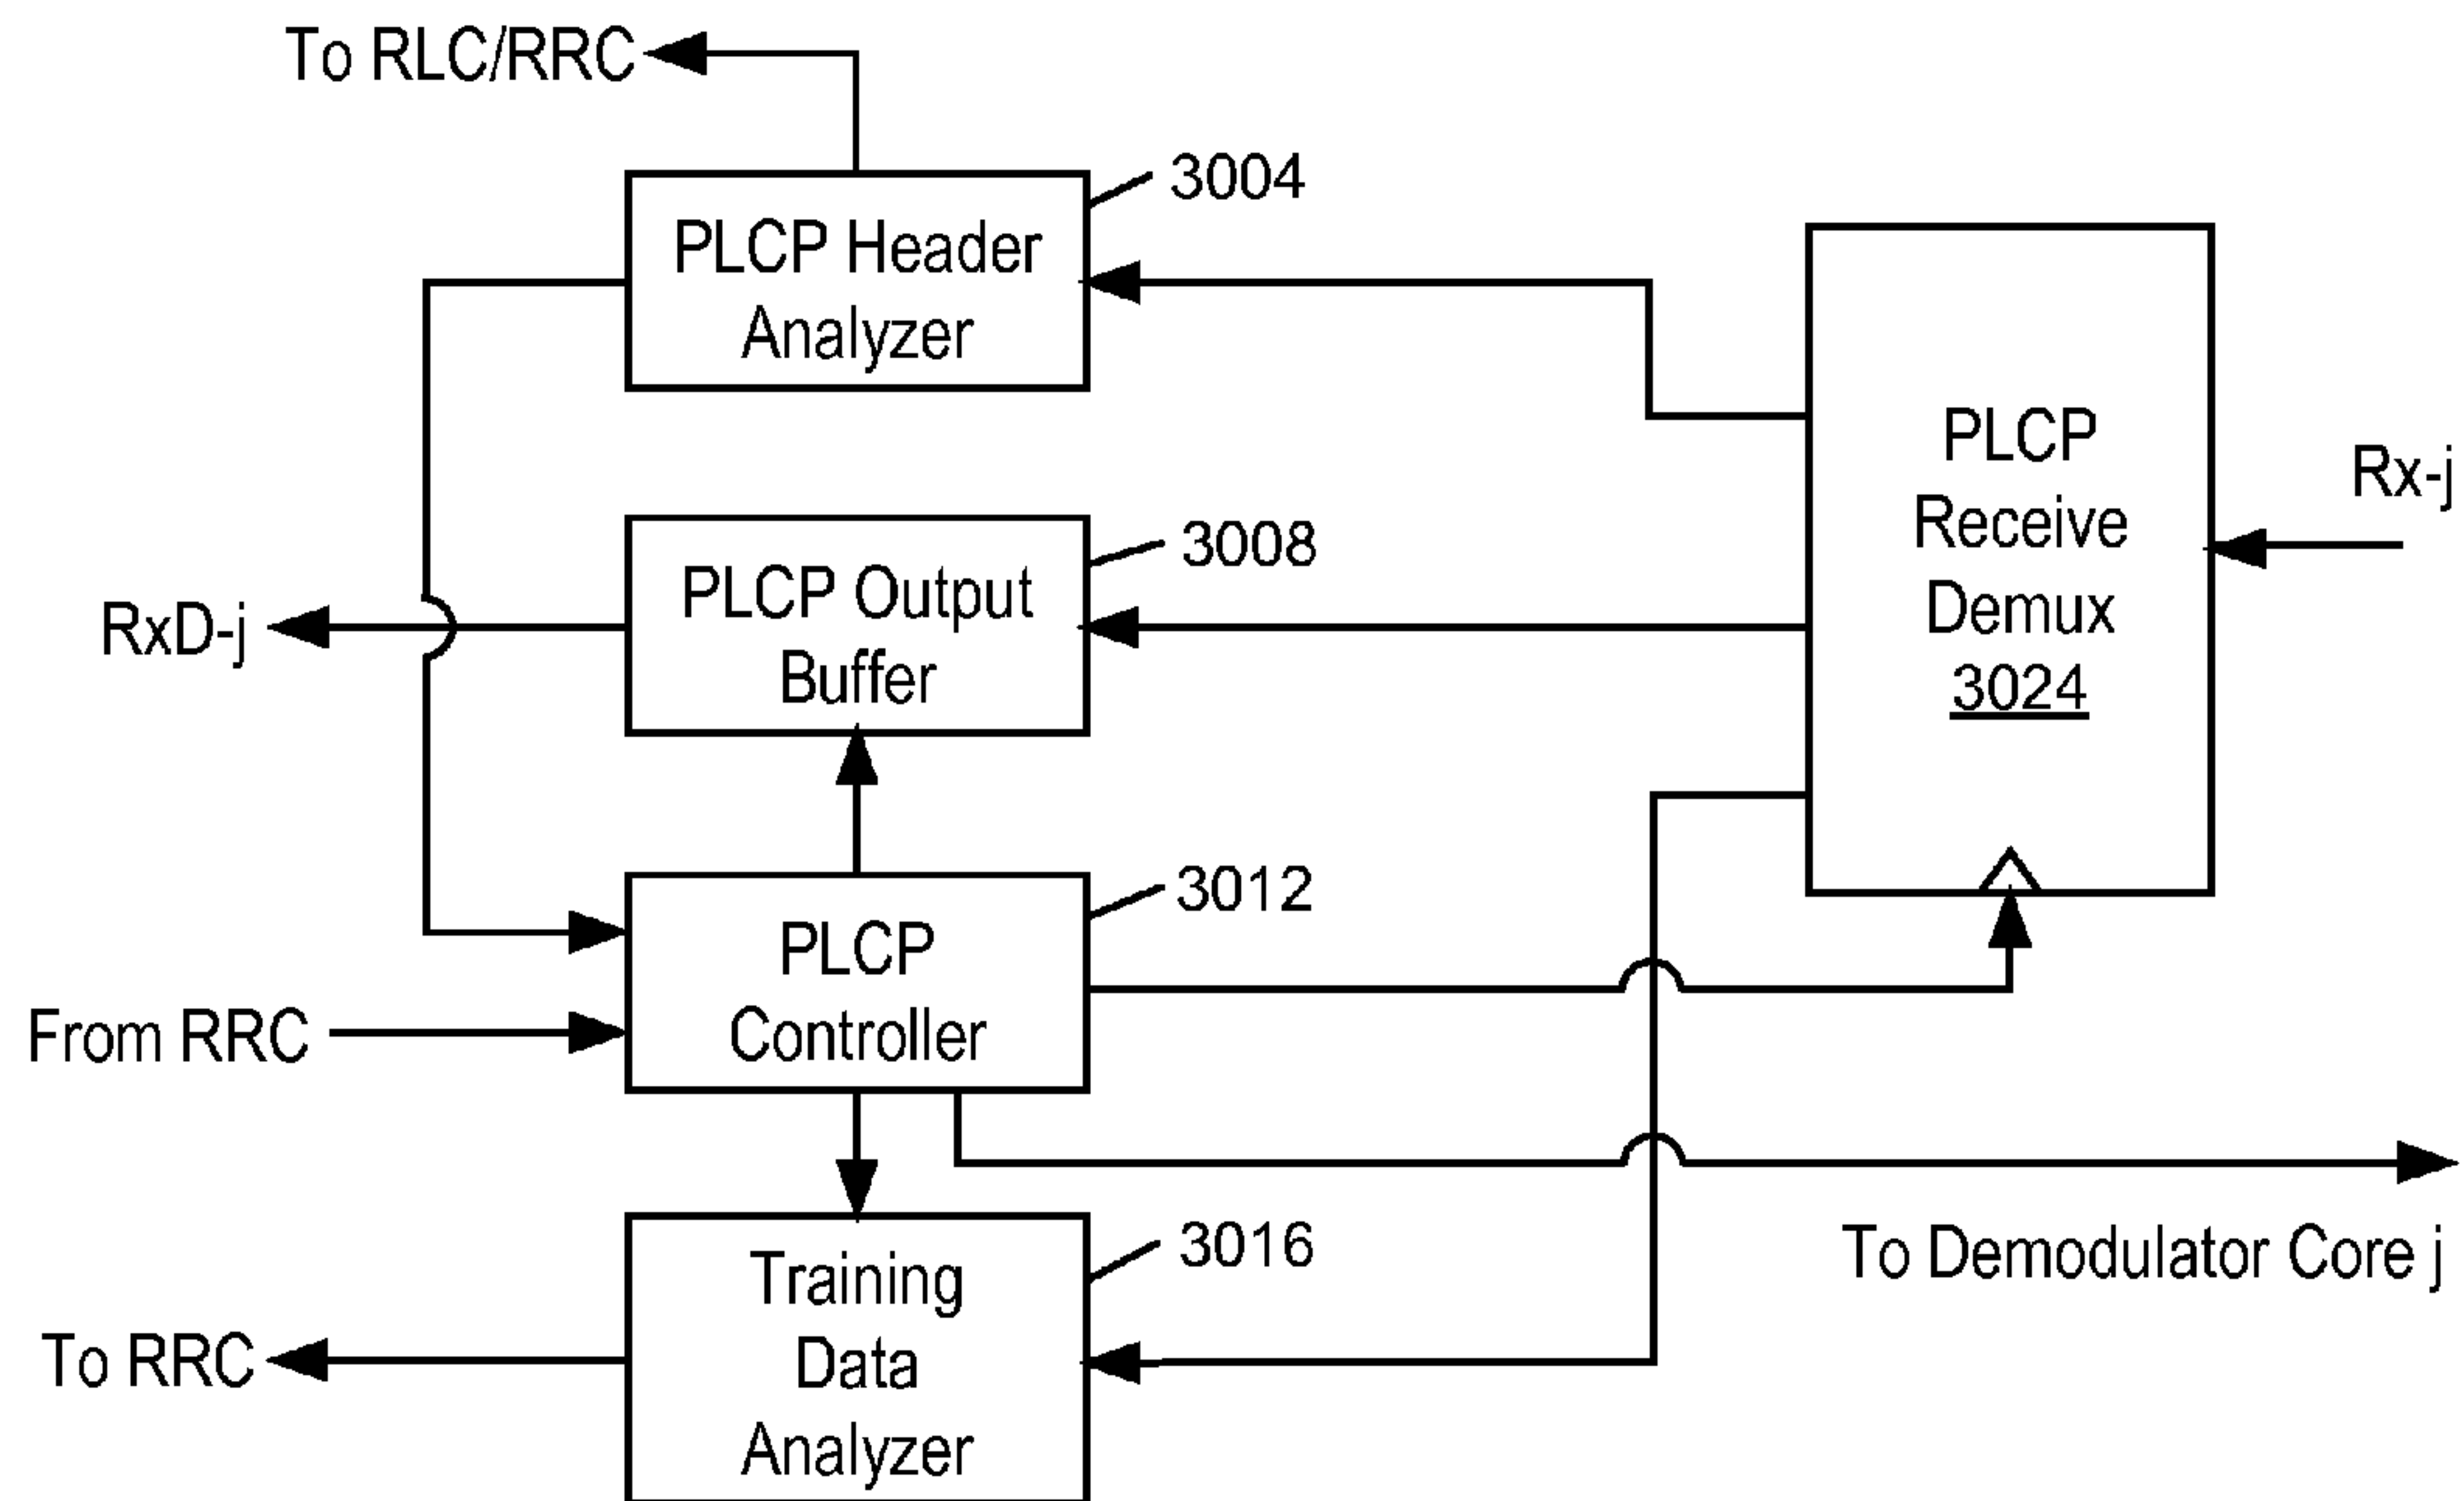 To RLC/RRC
3004
PLCP Header
Analyzer
PLCP
Receive
Demux
3024
Rx-j
3008
PLCP Output
Buffer
RxD-j
3012
PLCP
Controller
From RRC
3016
Training
Data
Analyzer
To Demodulator Core j
To RRC